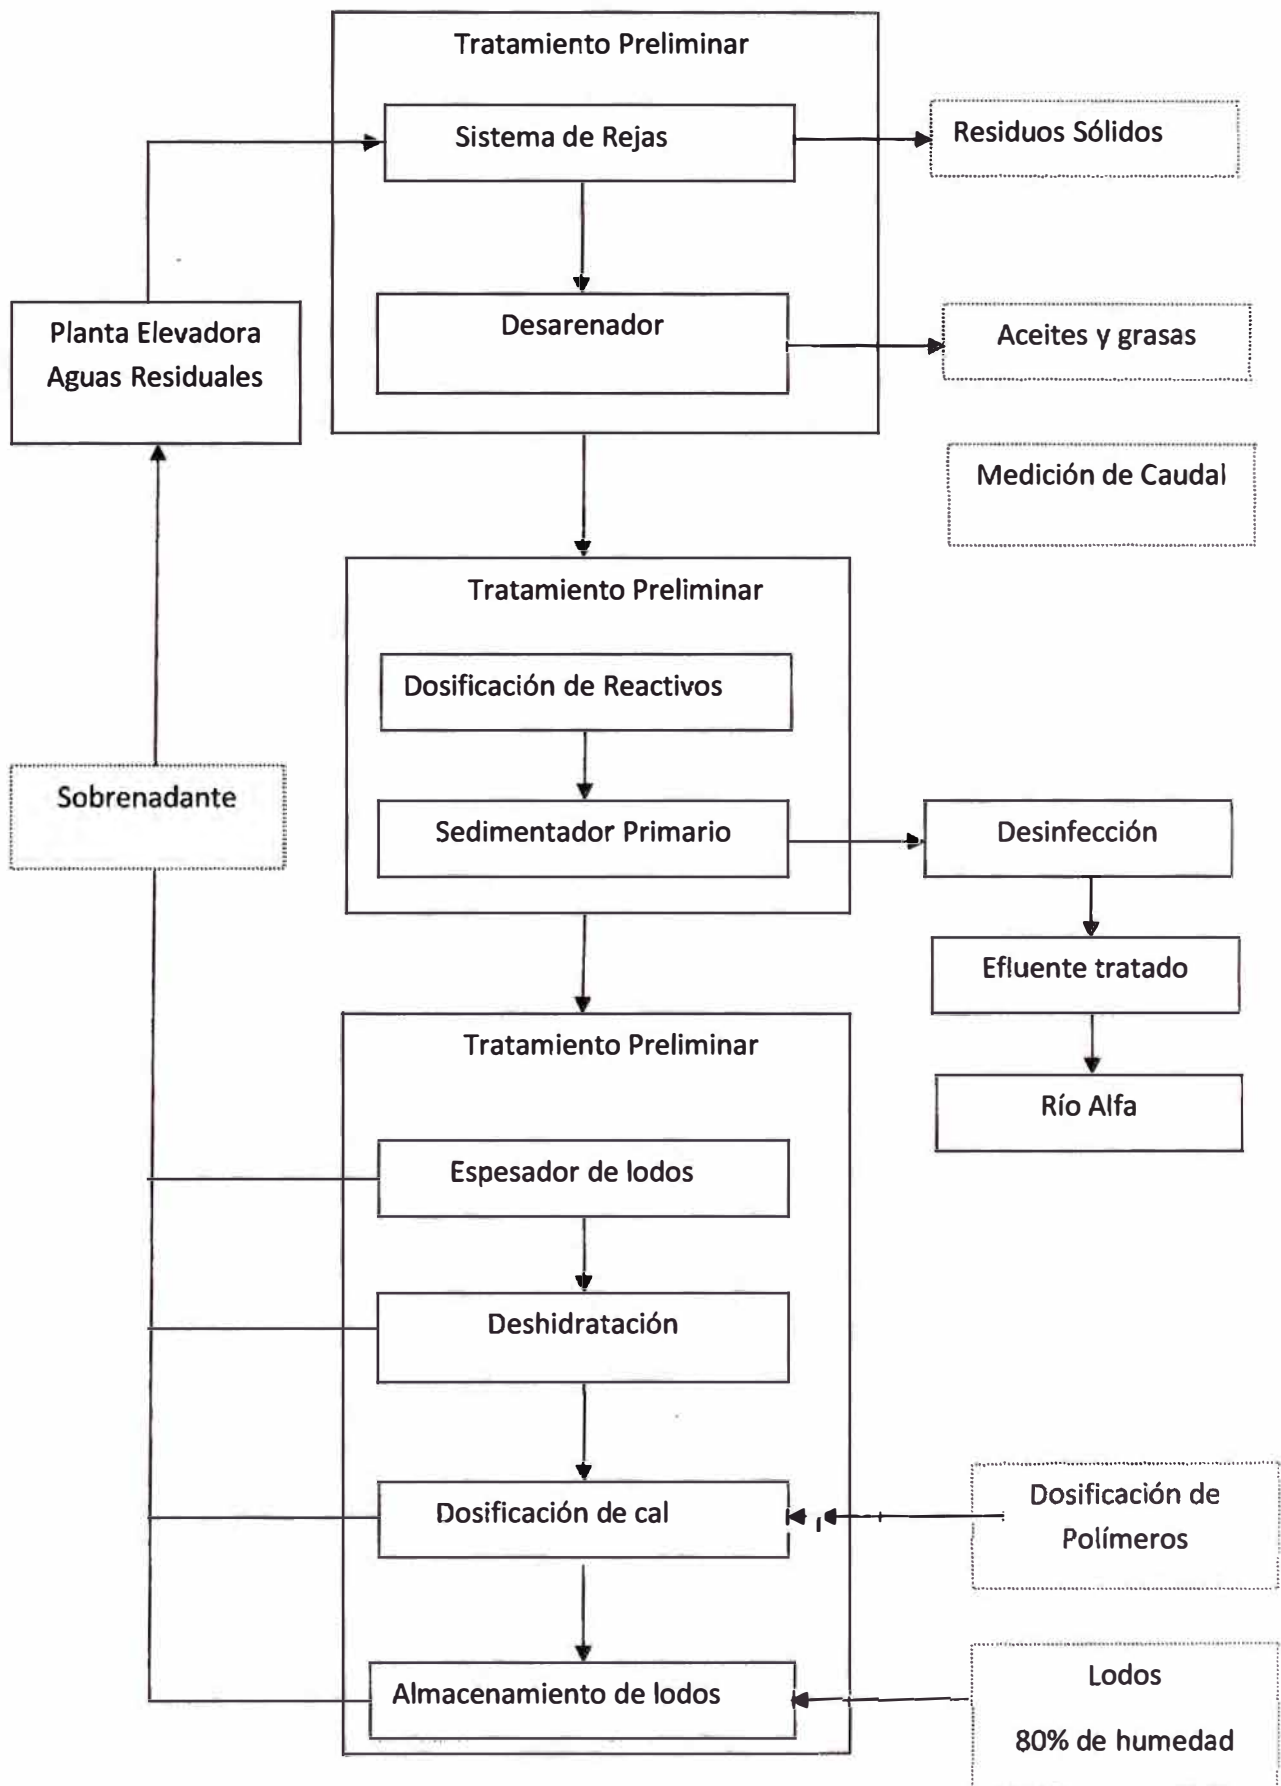 Tratamiento Preliminar
Sistema de Rejas
Residuos Sólidos
Desarenador
Aceites y grasas
Planta Elevadora
Aguas Residuales
Medición de Caudal
Tratamiento Preliminar
Dosificación de Reactivos
Sobrenadante
Sedimentador Primario
Desinfección
Efluente tratado
Río Alfa
Tratamiento Preliminar
Espesador de lodos
Deshidratación
Dosificación de cal
Dosificación de
Polímeros
Almacenamiento de lodos
Lodos
80% de humedad